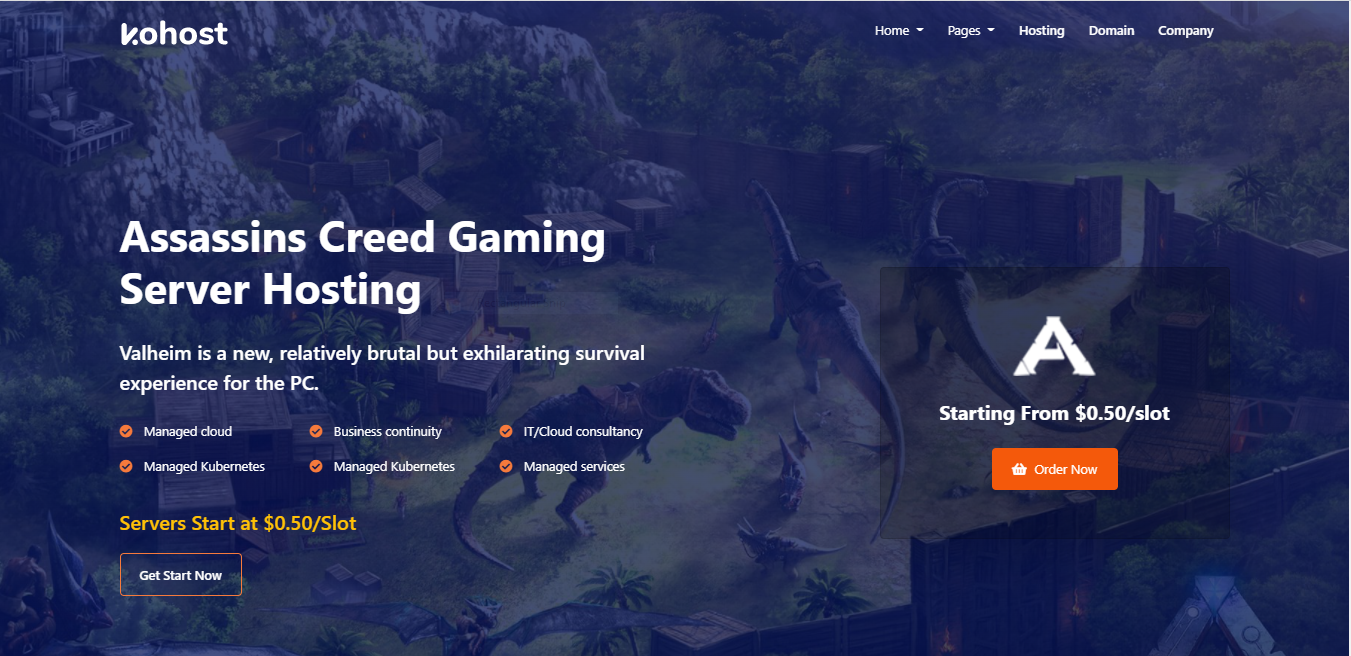 kohost
Home Pages Hosting Domain Company
Assassins Creed Gaming
Server Hosting
Valheim is a new, relatively brutal but exhilarating survival
experience for the PC.
Managed cloud Business continuity IT/Cloud consultancy
Managed Kubernetes Managed Kubernetes Managed services
Servers Start at $0.50/Slot
Get Start Now
Starting From $0.50/slot
Order Now